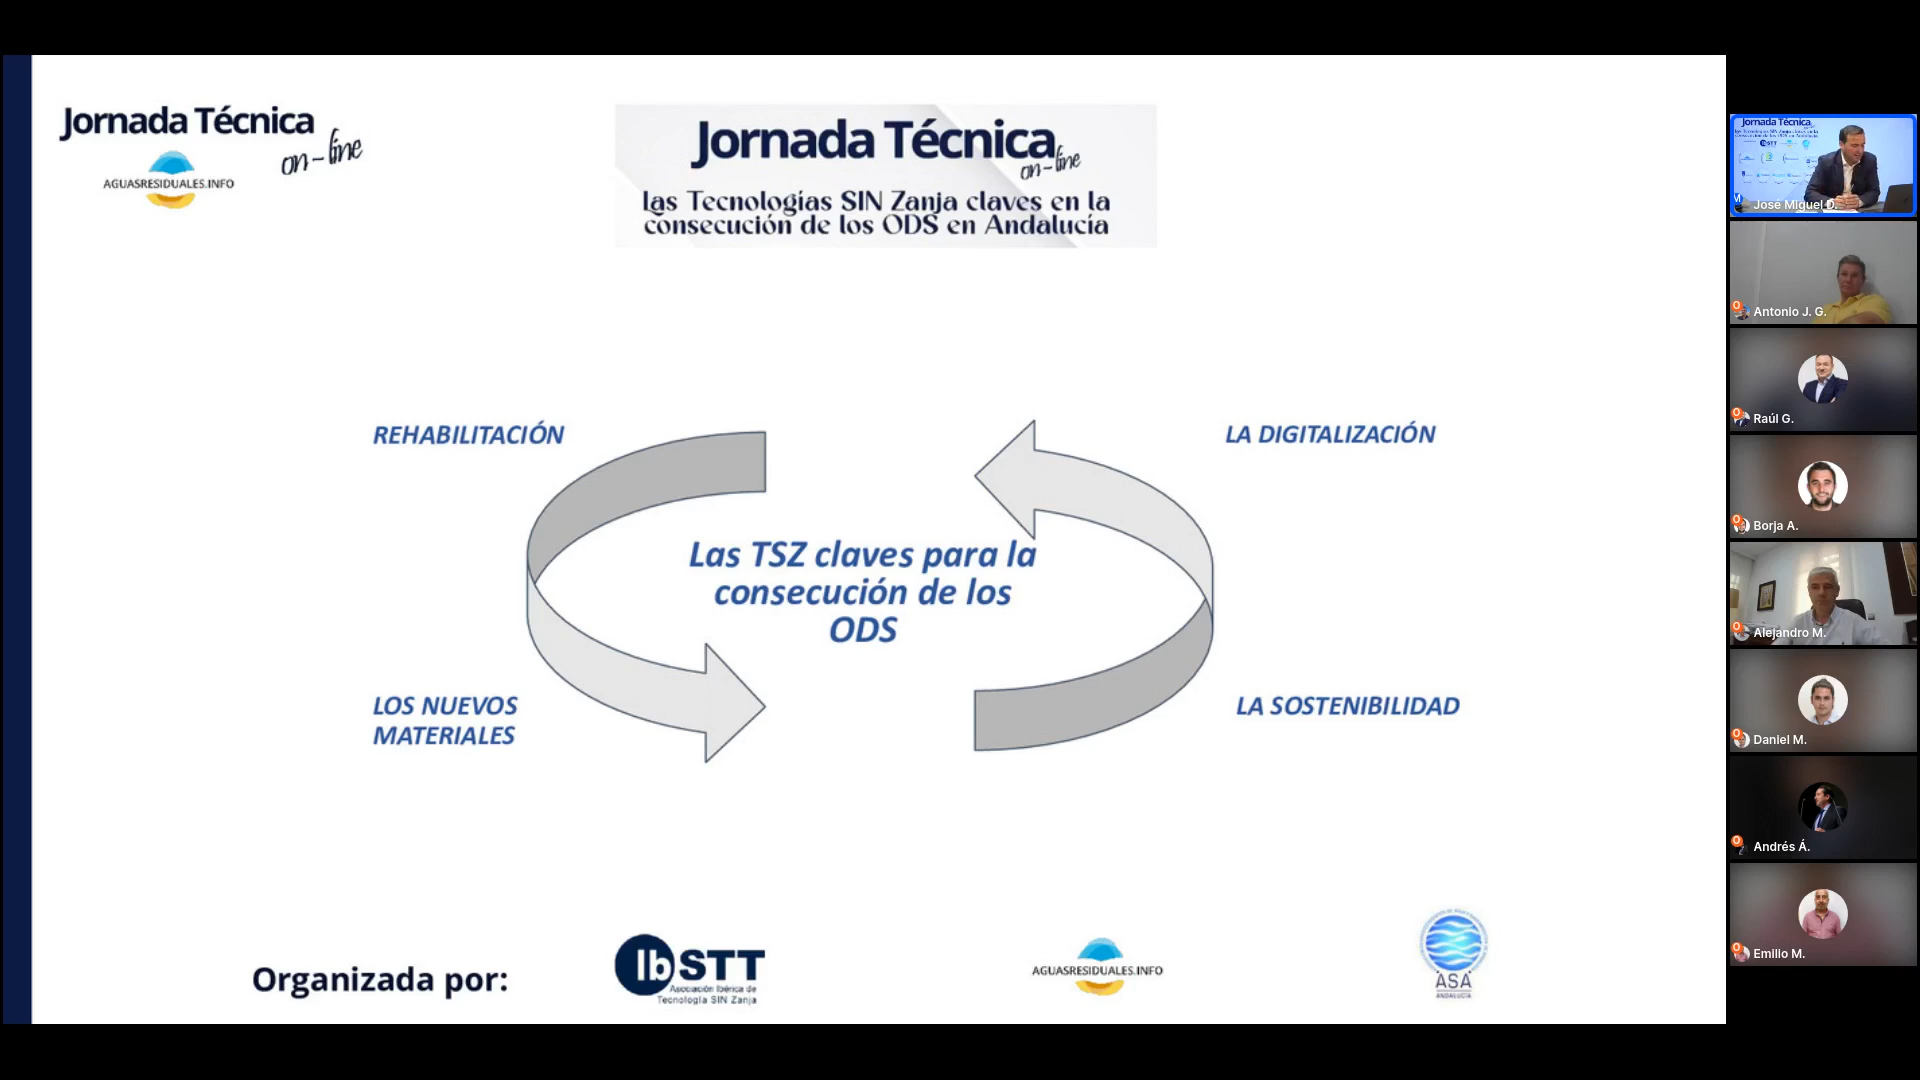 Jornada Técnica
on-line
AGUASRESIDUALES.INFO
Jornada Técnica
on-line
las Tecnologías SIN Zanja claves en la
consecución de los ODS en Andalucía
REHABILITACIÓN
LA DIGITALIZACIÓN
Las TSZ claves para la
consecución de los
ODS
LOS NUEVOS
MATERIALES
LA SOSTENIBILIDAD
Organizada por:
IbSTT
Asociación Ibérica de
Tecnología SIN Zanja
AGUASRESIDUALES.INFO
ASA
ANDALUCÍA
Jornada Técnica
José Miguel D.
Antonio J. G.
Raúl G.
Borja A.
Alejandro M.
Daniel M.
Andrés Á.
Emilio M.